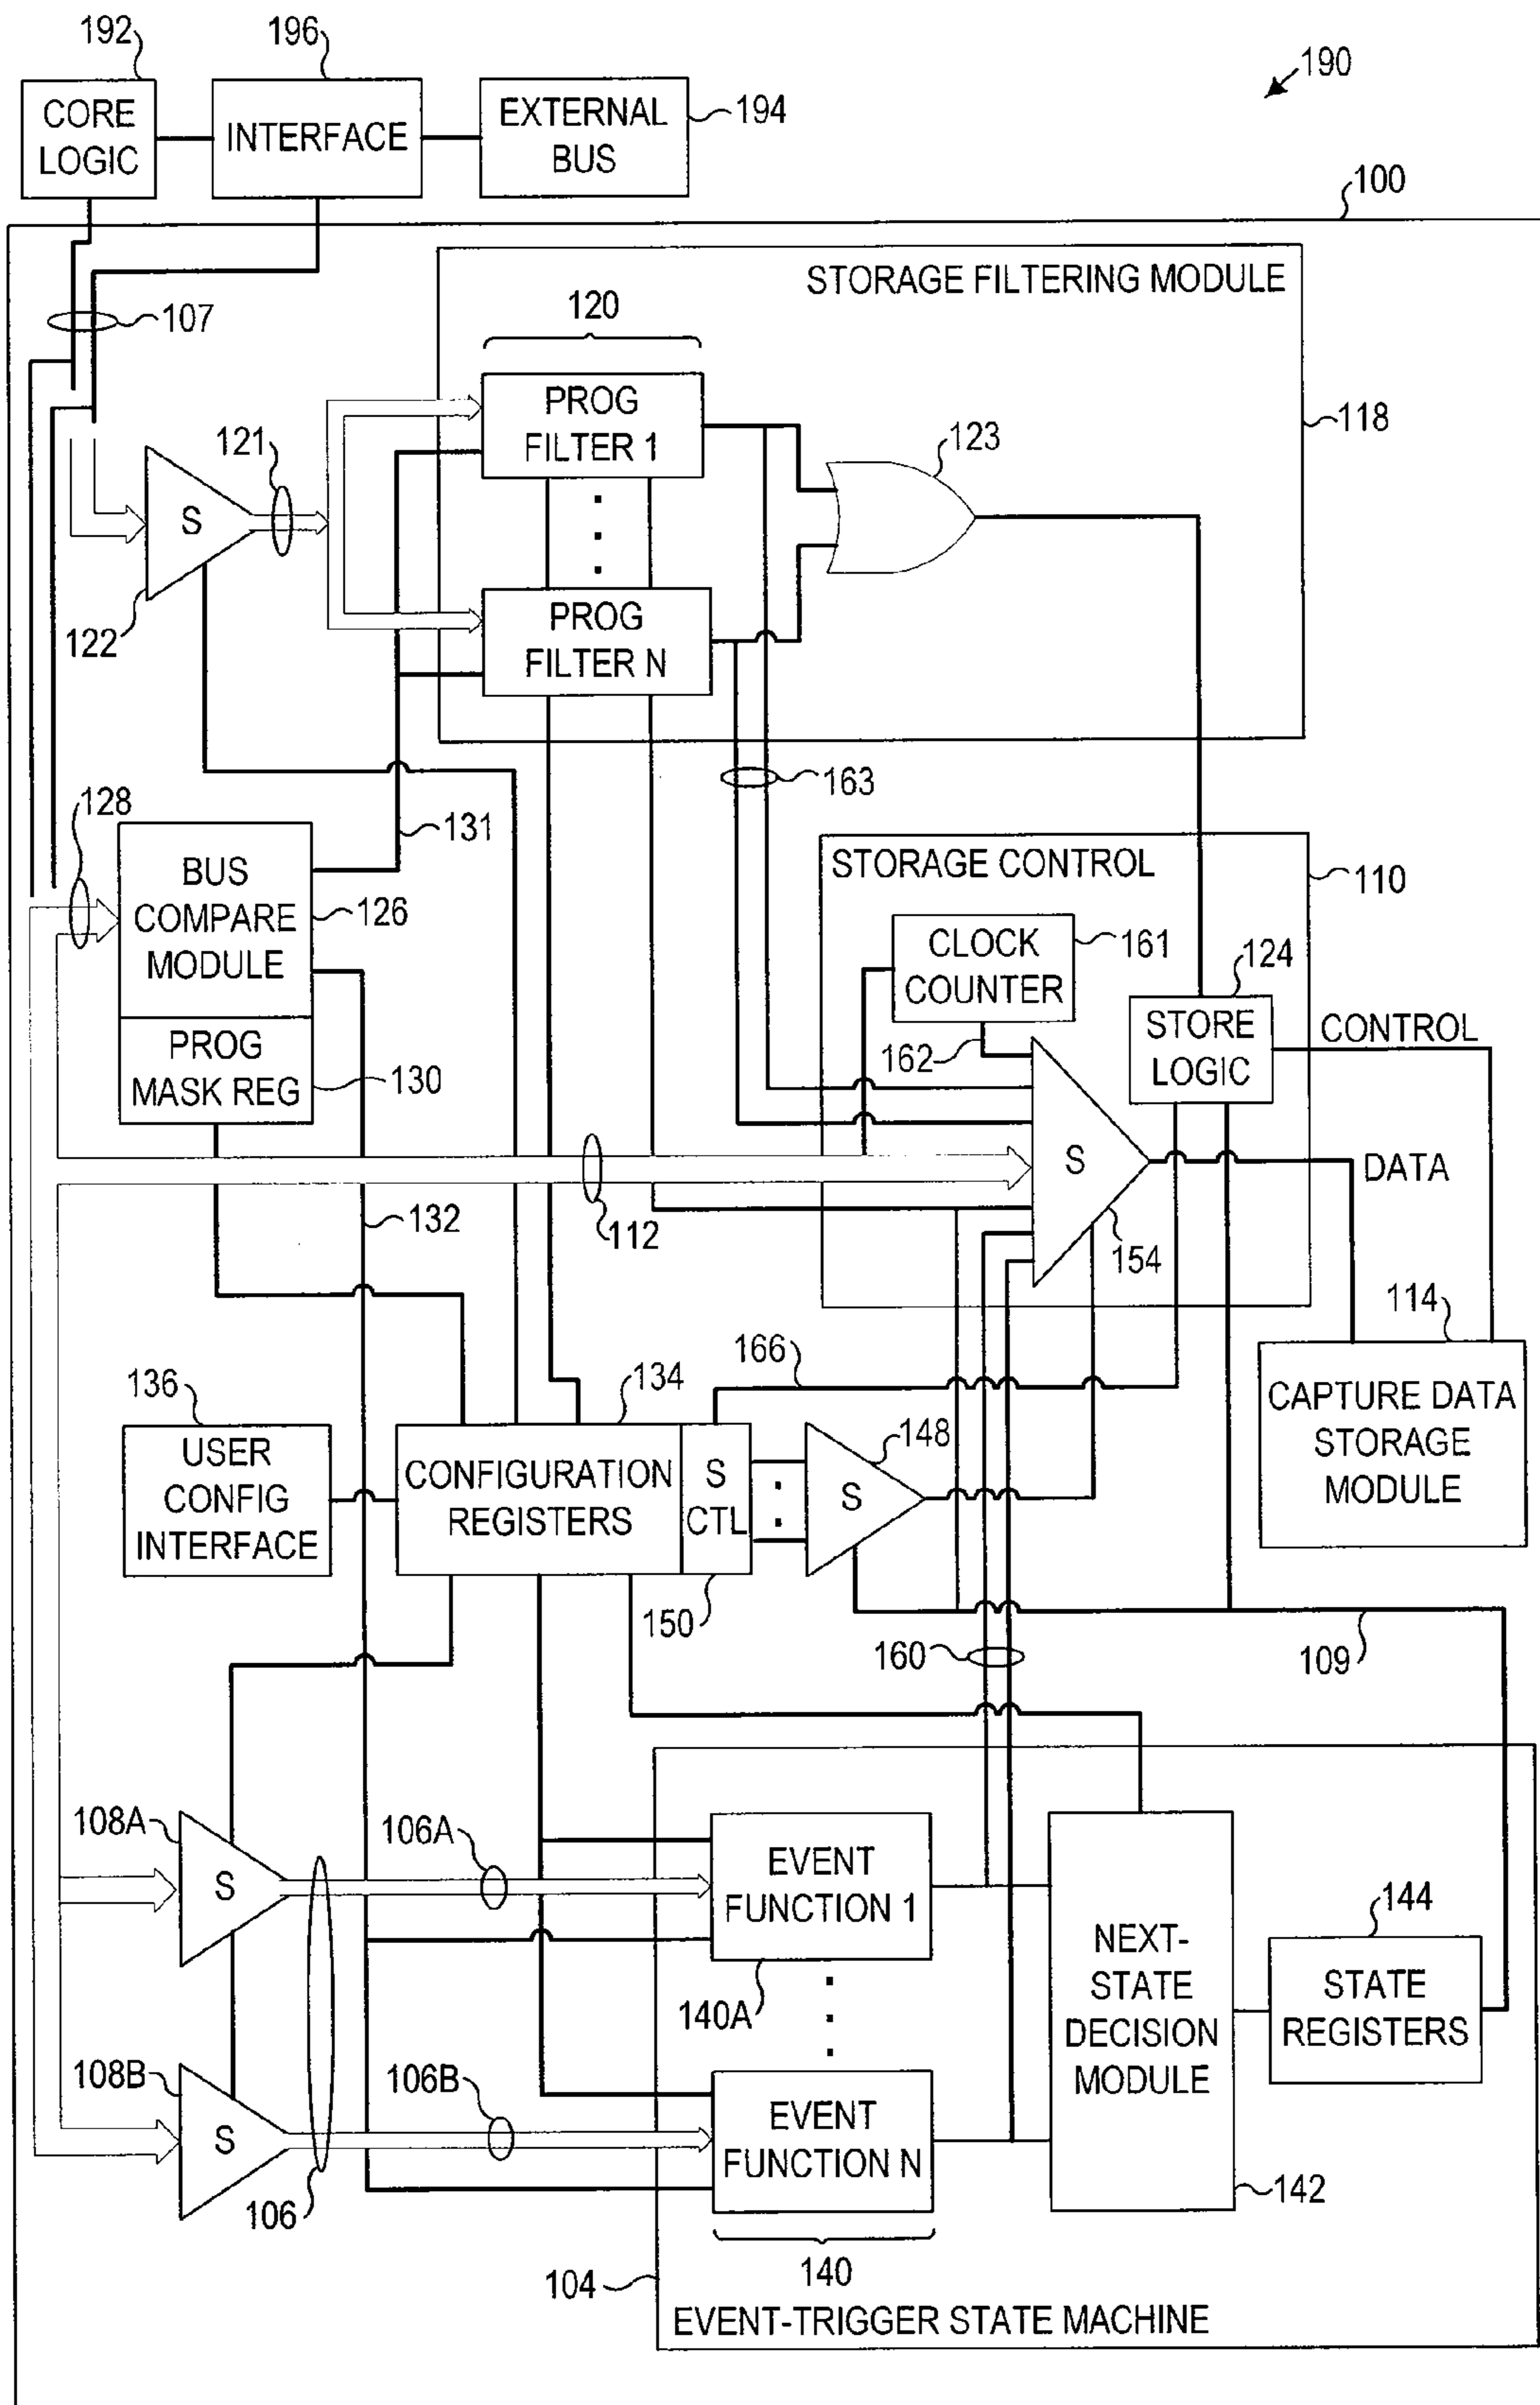 192
196
190
CORE
LOGIC
INTERFACE
EXTERNAL
BUS
194
100
STORAGE FILTERING MODULE
107
120
PROG
FILTER 1
118
121
123
S
PROG
FILTER N
122
163
128
131
BUS
COMPARE
MODULE
126
STORAGE CONTROL
110
CLOCK
COUNTER
161
124
PROG
MASK REG
130
162
STORE
LOGIC
CONTROL
S
DATA
132
112
154
114
166
136
134
148
CAPTURE DATA
STORAGE
MODULE
USER
CONFIG
INTERFACE
CONFIGURATION
REGISTERS
S
CTL
S
150
160
109
108A
106A
EVENT
FUNCTION 1
S
144
NEXT-
STATE
DECISION
MODULE
STATE
REGISTERS
140A
108B
106B
EVENT
FUNCTION N
S
142
106
140
104
EVENT-TRIGGER STATE MACHINE